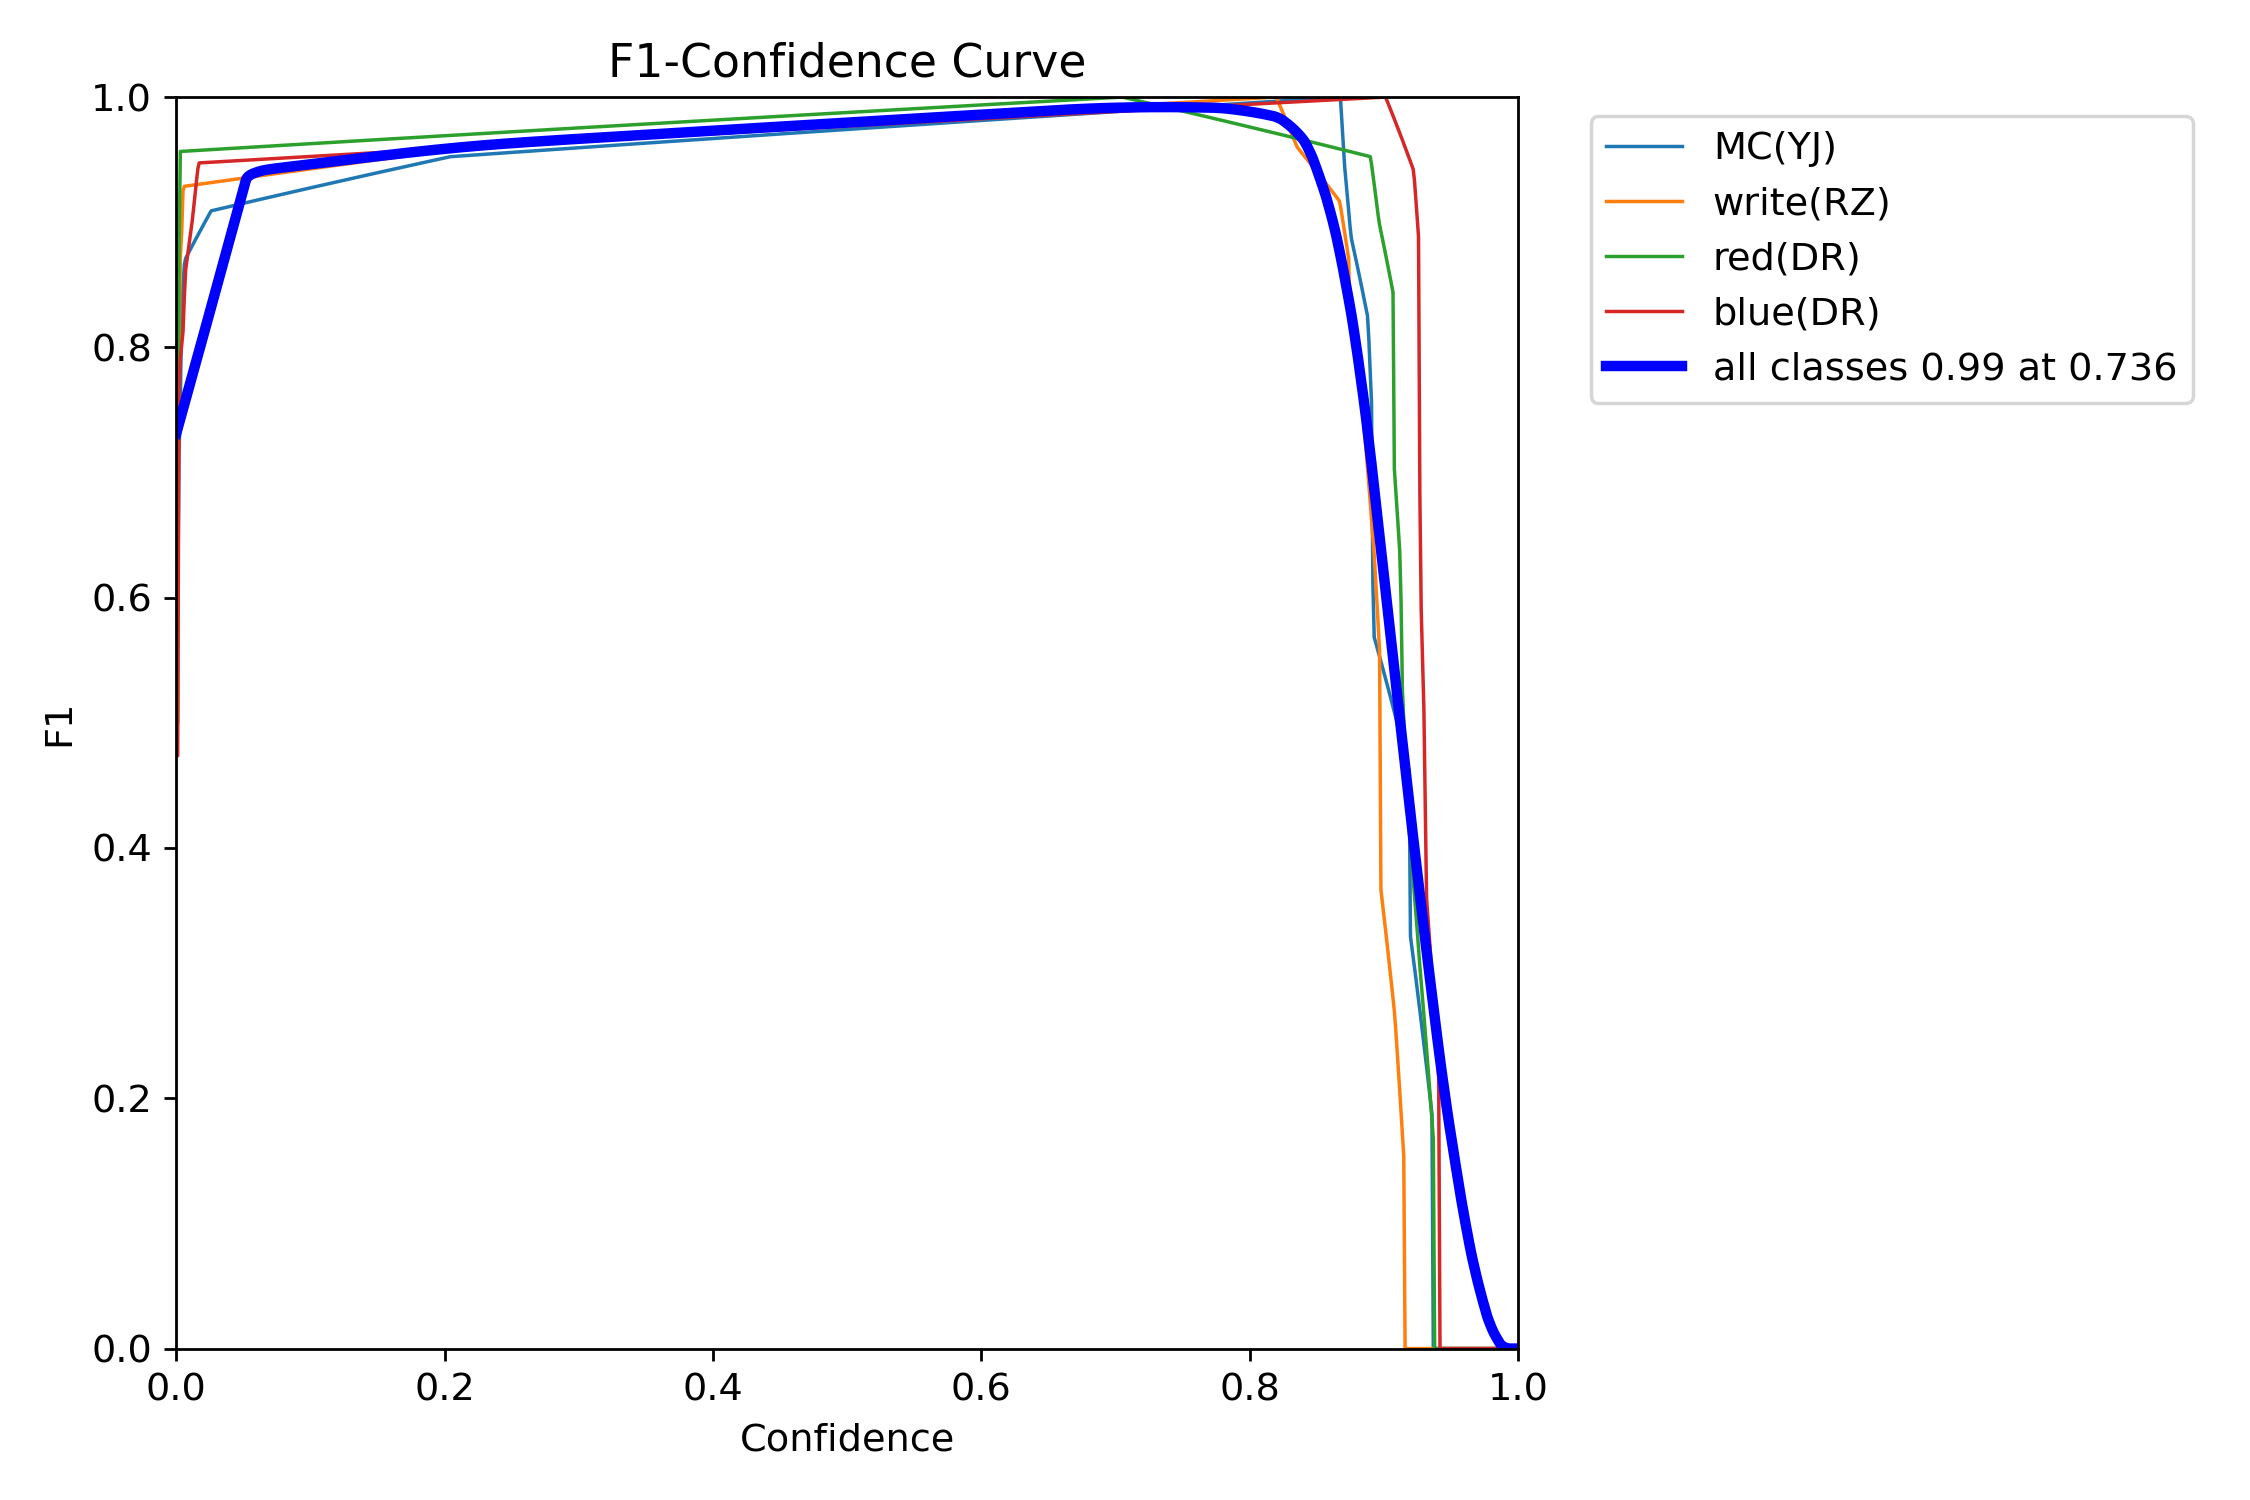 F1-Confidence Curve
1.0
0.8
0.6
0.4
0.2
0.0
F1
0.0 0.2 0.4 0.6 0.8 1.0
Confidence
MC(YJ)
write(RZ)
red(DR)
blue(DR)
all classes 0.99 at 0.736